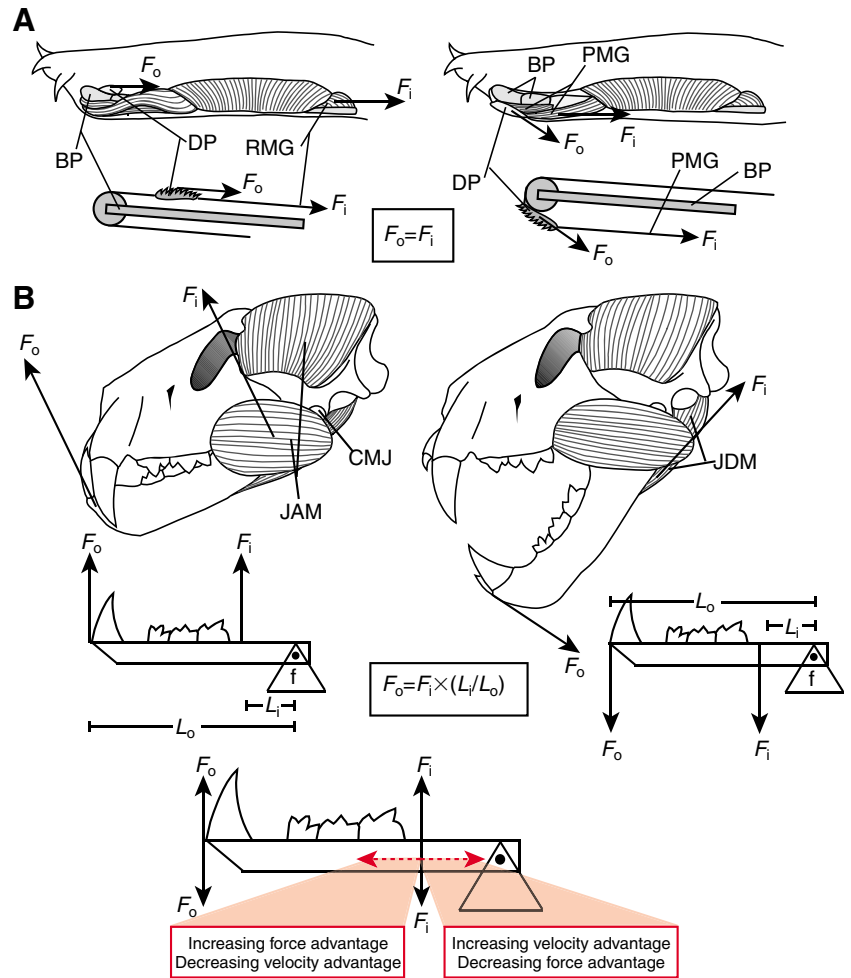 A
Fo
Fi
BP
DP
RMG
Fo
Fi
BP
PMG
Fo
Fi
DP
PMG
BP
Fo
Fi
Fo=Fi
B
Fi
Fo
CMJ
JAM
Fi
JDM
Fo
Fo
Fi
f
Li
Lo
Fo=Fi×(Li/Lo)
Lo
Li
f
Fo
Fi
Fo
Fi
Fo
Fi
Increasing force advantage
Decreasing velocity advantage
Increasing velocity advantage
Decreasing force advantage